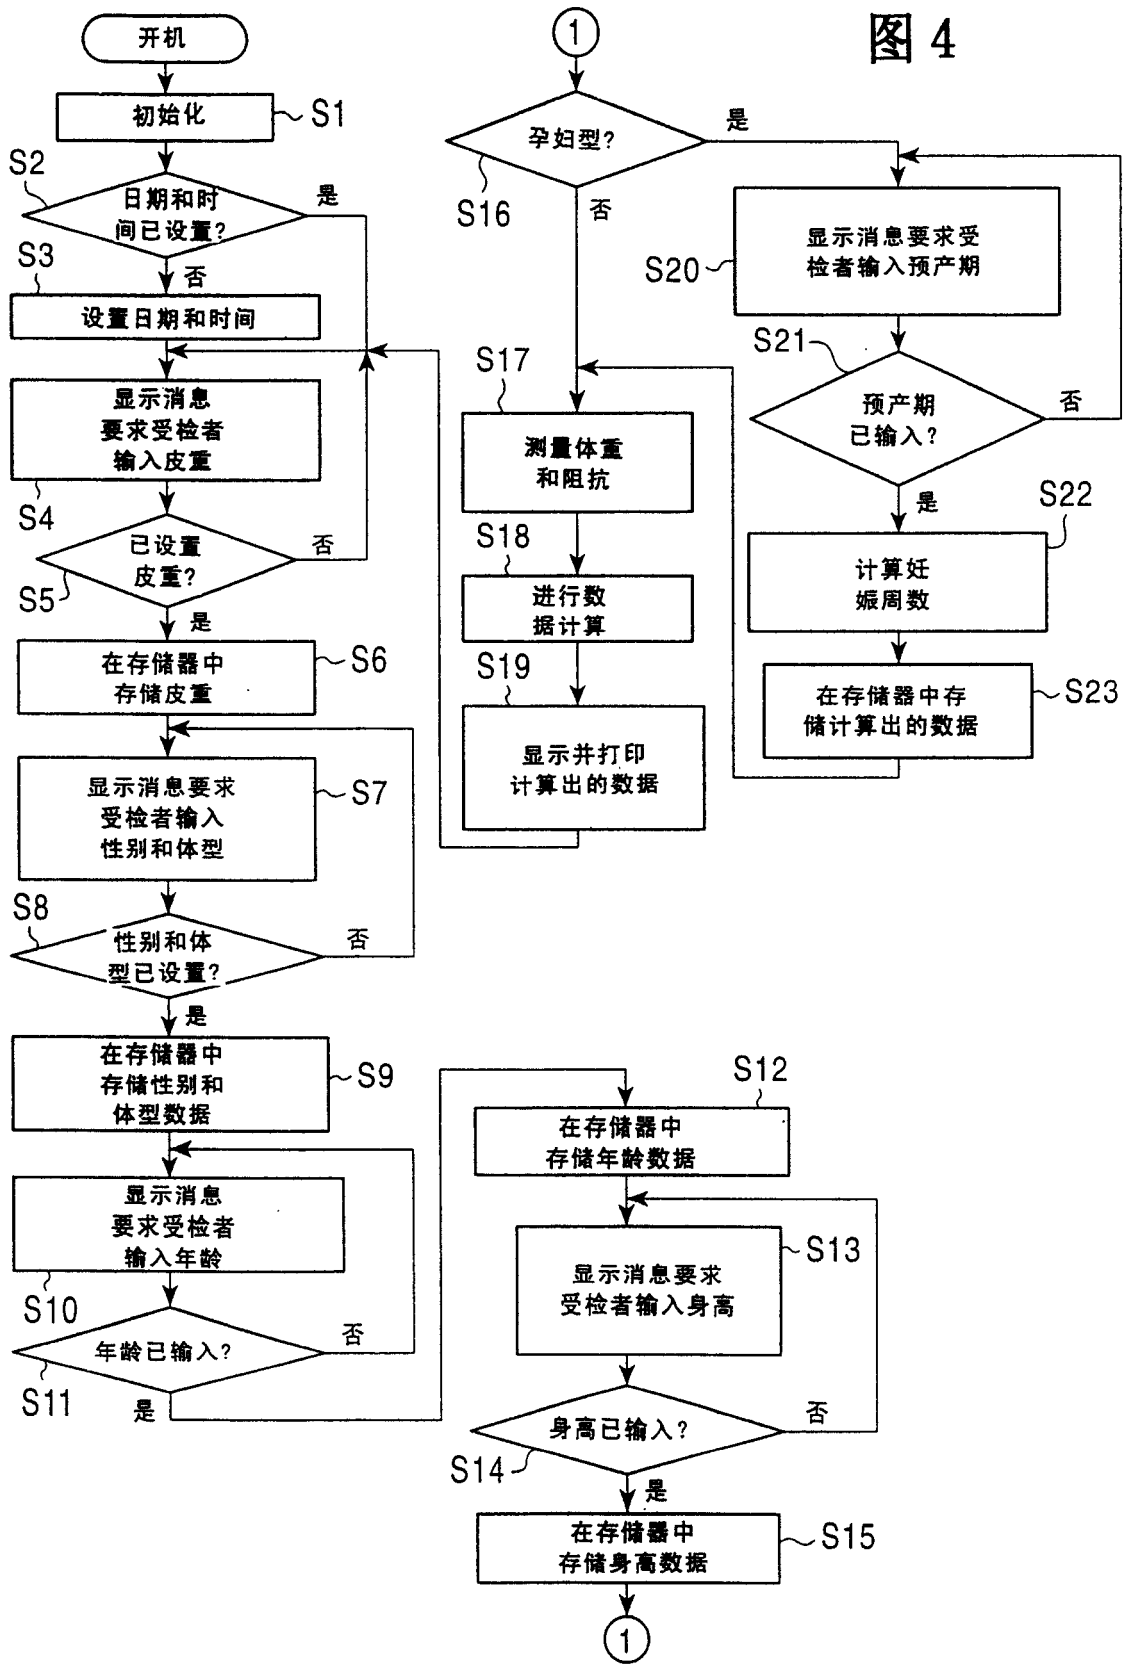 图4
开机
初始化
S1
S2
日期和时
间已设置?
是
否
S3
设置日期和时间
显示消息
要求受检者
输入皮重
S4
已设置
皮重?
否
S5
是
在存储器中
存储皮重
S6
显示消息要求
受检者输入
性别和体型
S7
S8
性别和体
型已设置?
否
是
在存储器中
存储性别和
体型数据
S9
显示消息
要求受检者
输入年龄
S10
年龄已输入?
否
S11
是
S12
在存储器中
存储年龄数据
显示消息要求
受检者输入身高
S13
身高已输入?
否
S14
是
在存储器中
存储身高数据
S15
1
1
孕妇型?
是
S16
否
S17
测量体重
和阻抗
S18
进行数
据计算
S19
显示并打印
计算出的数据
显示消息要求受
检者输入预产期
S20
S21
预产期
已输入?
否
是
S22
计算妊
娠周数
在存储器中存
储计算出的数据
S23